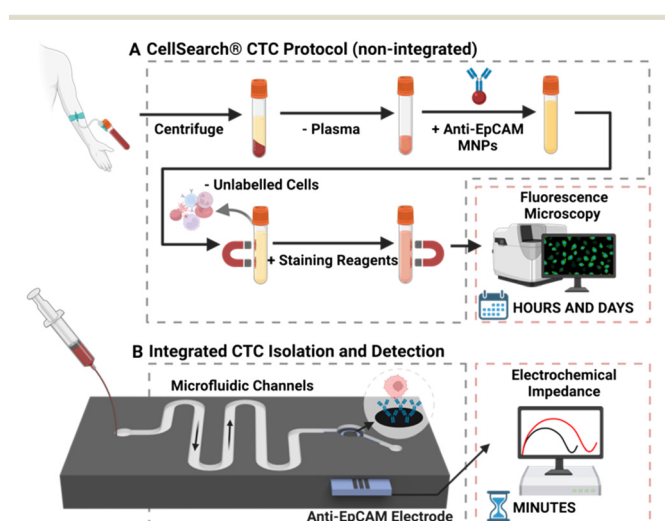 A CellSearch® CTC Protocol (non-integrated)
Centrifuge
- Plasma
+ Anti-EpCAM
MNPs
- Unlabelled Cells
+ Staining Reagents
Fluorescence
Microscopy
HOURS AND DAYS
B Integrated CTC Isolation and Detection
Microfluidic Channels
Anti-EpCAM Electrode
Electrochemical
Impedance
MINUTES